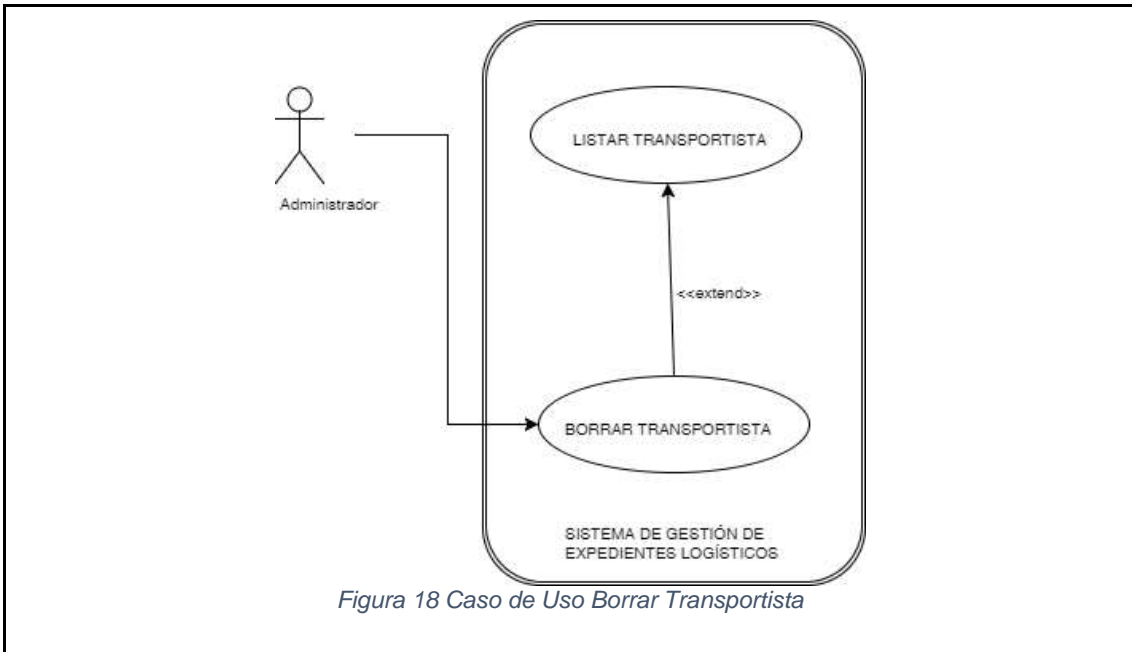 LISTAR TRANSPORTISTA
Administrador
<<extend>>
BORRAR TRANSPORTISTA
SISTEMA DE GESTIÓN DE
EXPEDIENTES LOGÍSTICOS
Figura 18 Caso de Uso Borrar Transportista